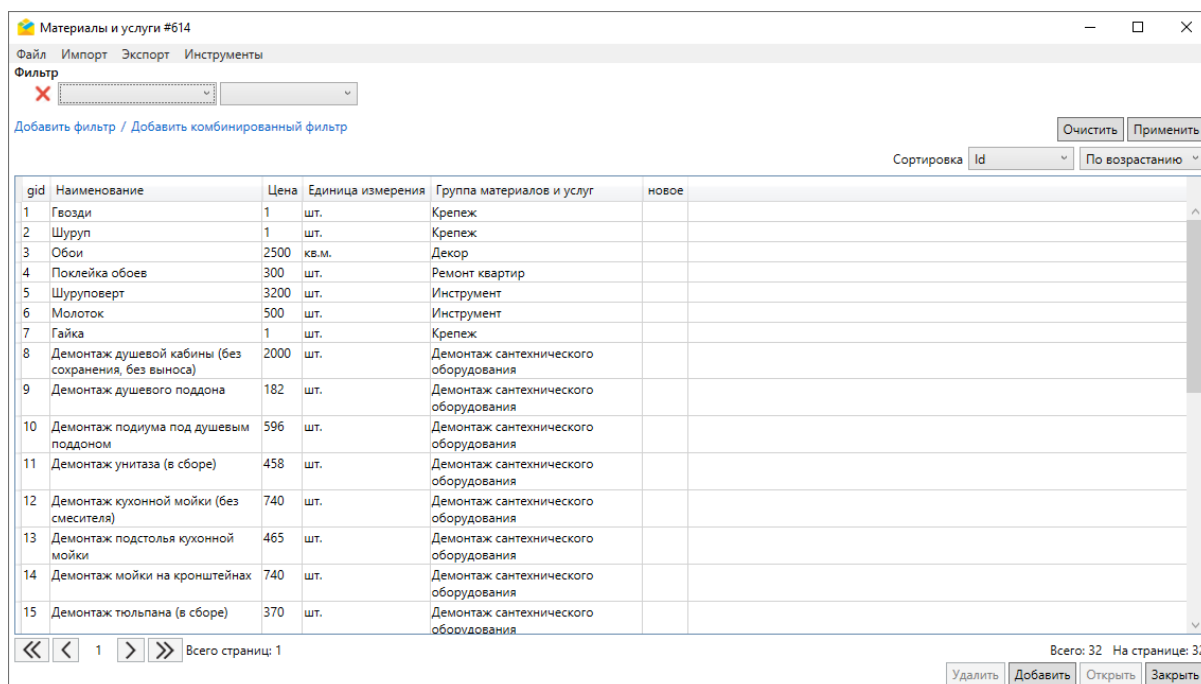 Материалы и услуги #614
Файл Импорт Экспорт Инструменты
Фильтр
Добавить фильтр / Добавить комбинированный фильтр
Очистить Применить
Сортировка Id По возрастанию
gid Наименование Цена Единица измерения Группа материалов и услуг новое
1 Гвозди 1 шт. Крепеж
2 Шуруп 1 шт. Крепеж
3 Обои 2500 кв.м. Декор
4 Поклейка обоев 300 шт. Ремонт квартир
5 Шуруповерт 3200 шт. Инструмент
6 Молоток 500 шт. Инструмент
7 Гайка 1 шт. Крепеж
8 Демонтаж душевой кабины (без 2000 шт. Демонтаж сантехнического
сохранения, без выноса) оборудования
9 Демонтаж душевого поддона 182 шт. Демонтаж сантехнического
оборудования
10 Демонтаж подиума под душевым 596 шт. Демонтаж сантехнического
поддоном оборудования
11 Демонтаж унитаза (в сборе) 458 шт. Демонтаж сантехнического
оборудования
12 Демонтаж кухонной мойки (без 740 шт. Демонтаж сантехнического
смесителя) оборудования
13 Демонтаж подстолья кухонной 465 шт. Демонтаж сантехнического
мойки оборудования
14 Демонтаж мойки на кронштейнах 740 шт. Демонтаж сантехнического
оборудования
15 Демонтаж тюльпана (в сборе) 370 шт. Демонтаж сантехнического
оборудования
1 Всего страниц: 1 Всего: 32 На странице: 32
Удалить Добавить Открыть Закрыть